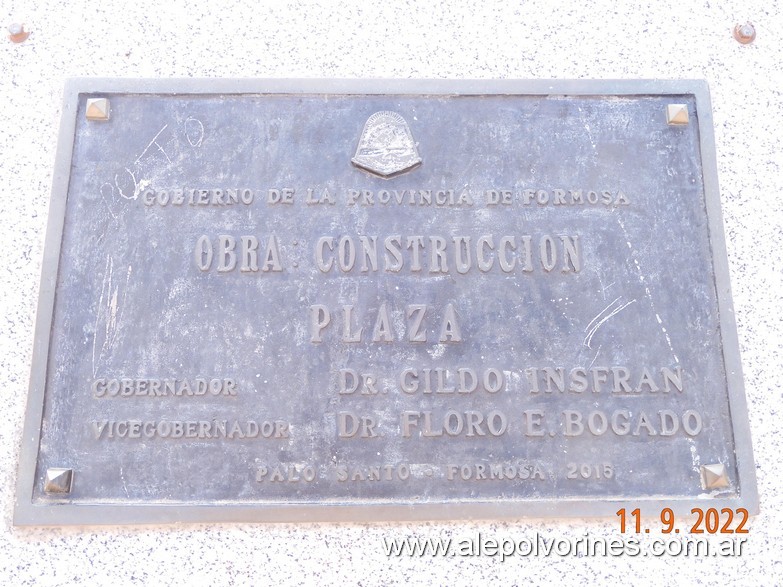 GOBIERNO DE LA PROVINCIA DE FORMOSA
OBRA: CONSTRUCCION
PLAZA
GOBERNADOR DR. GILDO INSFRAN
VICEGOBERNADOR DR. FLORO E. BOGADO
PALO SANTO - FORMOSA 2015
11. 9. 2022
www.alepolvorines.com.ar